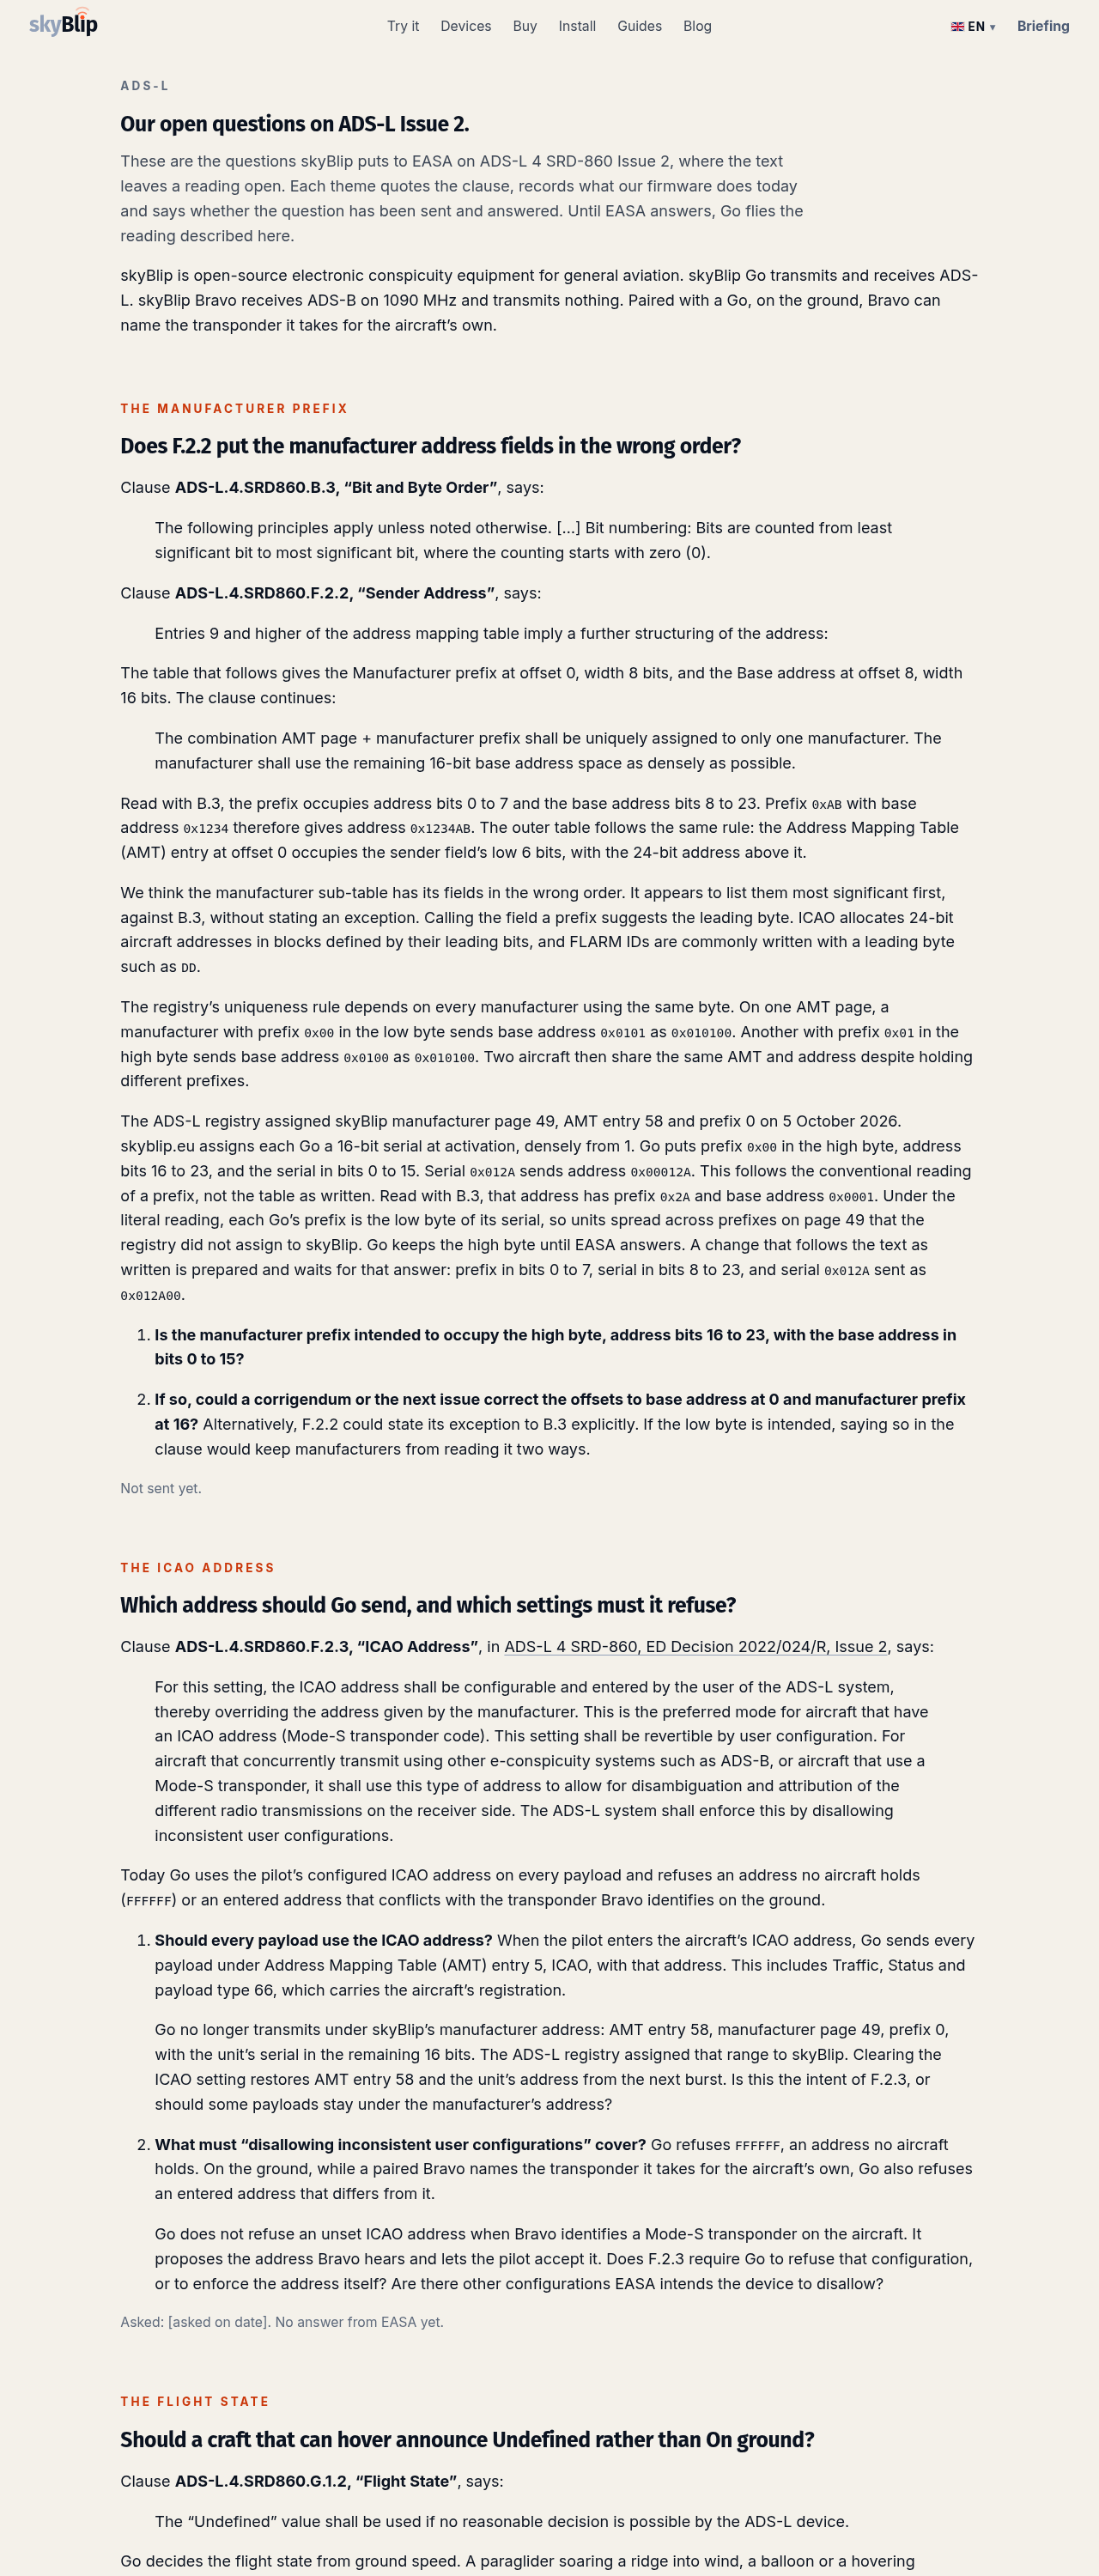 skyBlip
Try it
Devices
Buy
Install
Guides
Blog
EN ▾
Briefing
ADS-L
Our open questions on ADS-L Issue 2.
These are the questions skyBlip puts to EASA on ADS-L 4 SRD-860 Issue 2, where the text
leaves a reading open. Each theme quotes the clause, records what our firmware does today
and says whether the question has been sent and answered. Until EASA answers, Go flies the
reading described here.
skyBlip is open-source electronic conspicuity equipment for general aviation. skyBlip Go transmits and receives ADS-
L. skyBlip Bravo receives ADS-B on 1090 MHz and transmits nothing. Paired with a Go, on the ground, Bravo can
name the transponder it takes for the aircraft’s own.
THE MANUFACTURER PREFIX
Does F.2.2 put the manufacturer address fields in the wrong order?
Clause ADS-L.4.SRD860.B.3, “Bit and Byte Order”, says:
The following principles apply unless noted otherwise. […] Bit numbering: Bits are counted from least
significant bit to most significant bit, where the counting starts with zero (0).
Clause ADS-L.4.SRD860.F.2.2, “Sender Address”, says:
Entries 9 and higher of the address mapping table imply a further structuring of the address:
The table that follows gives the Manufacturer prefix at offset 0, width 8 bits, and the Base address at offset 8, width
16 bits. The clause continues:
The combination AMT page + manufacturer prefix shall be uniquely assigned to only one manufacturer. The
manufacturer shall use the remaining 16-bit base address space as densely as possible.
Read with B.3, the prefix occupies address bits 0 to 7 and the base address bits 8 to 23. Prefix 0xAB with base
address 0x1234 therefore gives address 0x1234AB. The outer table follows the same rule: the Address Mapping Table
(AMT) entry at offset 0 occupies the sender field’s low 6 bits, with the 24-bit address above it.
We think the manufacturer sub-table has its fields in the wrong order. It appears to list them most significant first,
against B.3, without stating an exception. Calling the field a prefix suggests the leading byte. ICAO allocates 24-bit
aircraft addresses in blocks defined by their leading bits, and FLARM IDs are commonly written with a leading byte
such as DD.
The registry’s uniqueness rule depends on every manufacturer using the same byte. On one AMT page, a
manufacturer with prefix 0x00 in the low byte sends base address 0x0101 as 0x010100. Another with prefix 0x01 in the
high byte sends base address 0x0100 as 0x010100. Two aircraft then share the same AMT and address despite holding
different prefixes.
The ADS-L registry assigned skyBlip manufacturer page 49, AMT entry 58 and prefix 0 on 5 October 2026.
skyblip.eu assigns each Go a 16-bit serial at activation, densely from 1. Go puts prefix 0x00 in the high byte, address
bits 16 to 23, and the serial in bits 0 to 15. Serial 0x012A sends address 0x00012A. This follows the conventional reading
of a prefix, not the table as written. Read with B.3, that address has prefix 0x2A and base address 0x0001. Under the
literal reading, each Go’s prefix is the low byte of its serial, so units spread across prefixes on page 49 that the
registry did not assign to skyBlip. Go keeps the high byte until EASA answers. A change that follows the text as
written is prepared and waits for that answer: prefix in bits 0 to 7, serial in bits 8 to 23, and serial 0x012A sent as
0x012A00.
1. Is the manufacturer prefix intended to occupy the high byte, address bits 16 to 23, with the base address in
bits 0 to 15?
2. If so, could a corrigendum or the next issue correct the offsets to base address at 0 and manufacturer prefix
at 16? Alternatively, F.2.2 could state its exception to B.3 explicitly. If the low byte is intended, saying so in the
clause would keep manufacturers from reading it two ways.
Not sent yet.
THE ICAO ADDRESS
Which address should Go send, and which settings must it refuse?
Clause ADS-L.4.SRD860.F.2.3, “ICAO Address”, in ADS-L 4 SRD-860, ED Decision 2022/024/R, Issue 2, says:
For this setting, the ICAO address shall be configurable and entered by the user of the ADS-L system,
thereby overriding the address given by the manufacturer. This is the preferred mode for aircraft that have
an ICAO address (Mode-S transponder code). This setting shall be revertible by user configuration. For
aircraft that concurrently transmit using other e-conspicuity systems such as ADS-B, or aircraft that use a
Mode-S transponder, it shall use this type of address to allow for disambiguation and attribution of the
different radio transmissions on the receiver side. The ADS-L system shall enforce this by disallowing
inconsistent user configurations.
Today Go uses the pilot’s configured ICAO address on every payload and refuses an address no aircraft holds
(FFFFFF) or an entered address that conflicts with the transponder Bravo identifies on the ground.
1. Should every payload use the ICAO address? When the pilot enters the aircraft’s ICAO address, Go sends every
payload under Address Mapping Table (AMT) entry 5, ICAO, with that address. This includes Traffic, Status and
payload type 66, which carries the aircraft’s registration.
Go no longer transmits under skyBlip’s manufacturer address: AMT entry 58, manufacturer page 49, prefix 0,
with the unit’s serial in the remaining 16 bits. The ADS-L registry assigned that range to skyBlip. Clearing the
ICAO setting restores AMT entry 58 and the unit’s address from the next burst. Is this the intent of F.2.3, or
should some payloads stay under the manufacturer’s address?
2. What must “disallowing inconsistent user configurations” cover? Go refuses FFFFFF, an address no aircraft
holds. On the ground, while a paired Bravo names the transponder it takes for the aircraft’s own, Go also refuses
an entered address that differs from it.
Go does not refuse an unset ICAO address when Bravo identifies a Mode-S transponder on the aircraft. It
proposes the address Bravo hears and lets the pilot accept it. Does F.2.3 require Go to refuse that configuration,
or to enforce the address itself? Are there other configurations EASA intends the device to disallow?
Asked: [asked on date]. No answer from EASA yet.
THE FLIGHT STATE
Should a craft that can hover announce Undefined rather than On ground?
Clause ADS-L.4.SRD860.G.1.2, “Flight State”, says:
The “Undefined” value shall be used if no reasonable decision is possible by the ADS-L device.
Go decides the flight state from ground speed. A paraglider soaring a ridge into wind, a balloon or a hovering